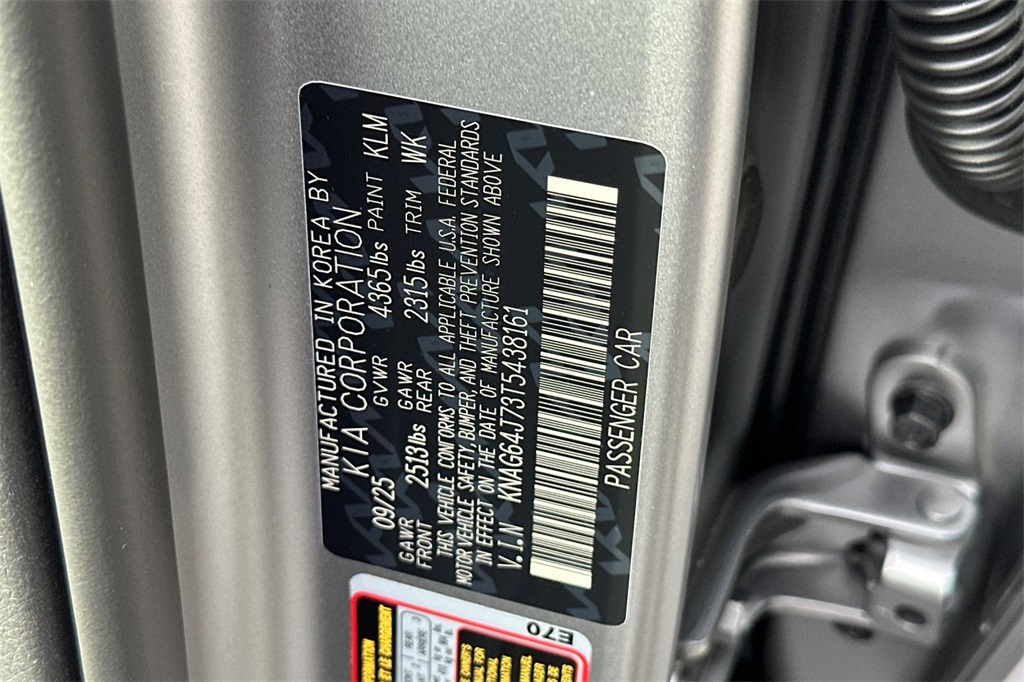 MANUFACTURED IN KOREA BY
KIA CORPORATION
09/25 GVWR 4365lbs PAINT KLM
GAWR FRONT 2513lbs GAWR REAR 2315lbs TRIM WK
THIS VEHICLE CONFORMS TO ALL APPLICABLE U.S.A. FEDERAL
MOTOR VEHICLE SAFETY, BUMPER, AND THEFT PREVENTION STANDARDS
IN EFFECT ON THE DATE OF MANUFACTURE SHOWN ABOVE
V.I.N KNAG64J73T5438161
PASSENGER CAR
E70